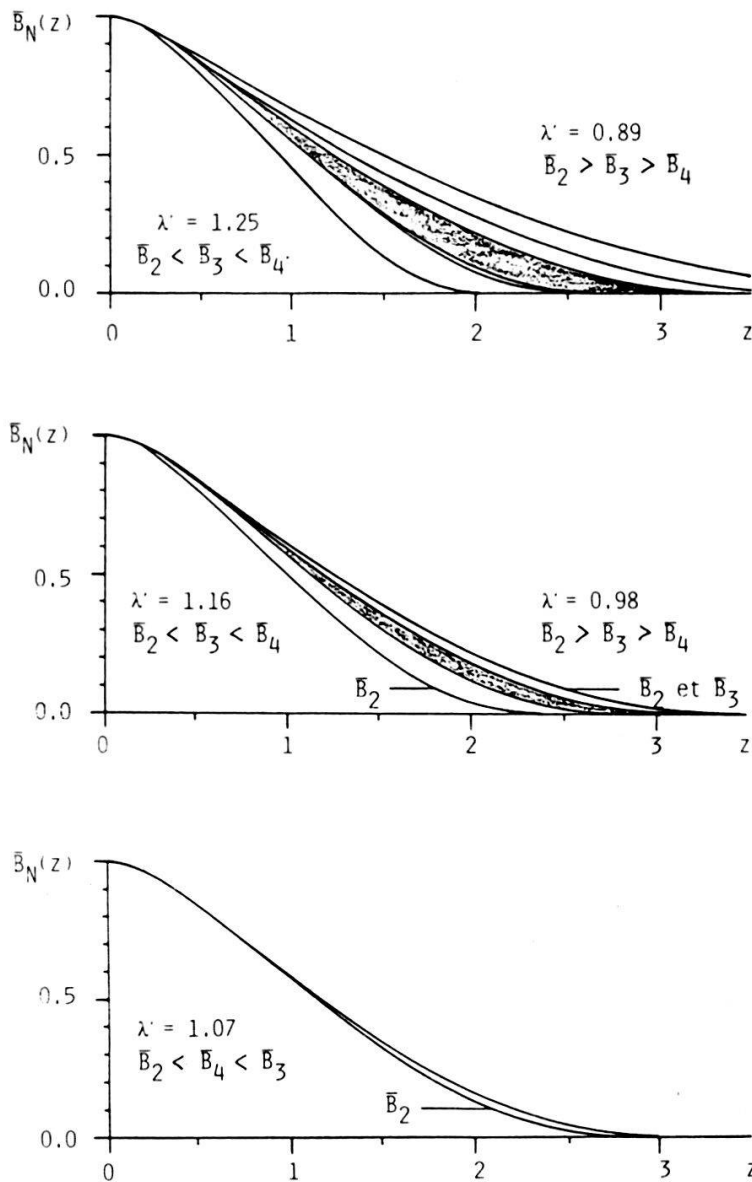 B̅N(z)
λ' = 0.89
B̅2 > B̅3 > B̅4
0.5
λ' = 1.25
B̅2 < B̅3 < B̅4
0.0
0 1 2 3 z
B̅N(z)
0.5
λ' = 1.16
B̅2 < B̅3 < B̅4
λ' = 0.98
B̅2 > B̅3 > B̅4
B̅2
B̅2 et B̅3
0.0
0 1 2 3 z
B̅N(z)
0.5
λ' = 1.07
B̅2 < B̅4 < B̅3
B̅2
0.0
0 1 2 3 z